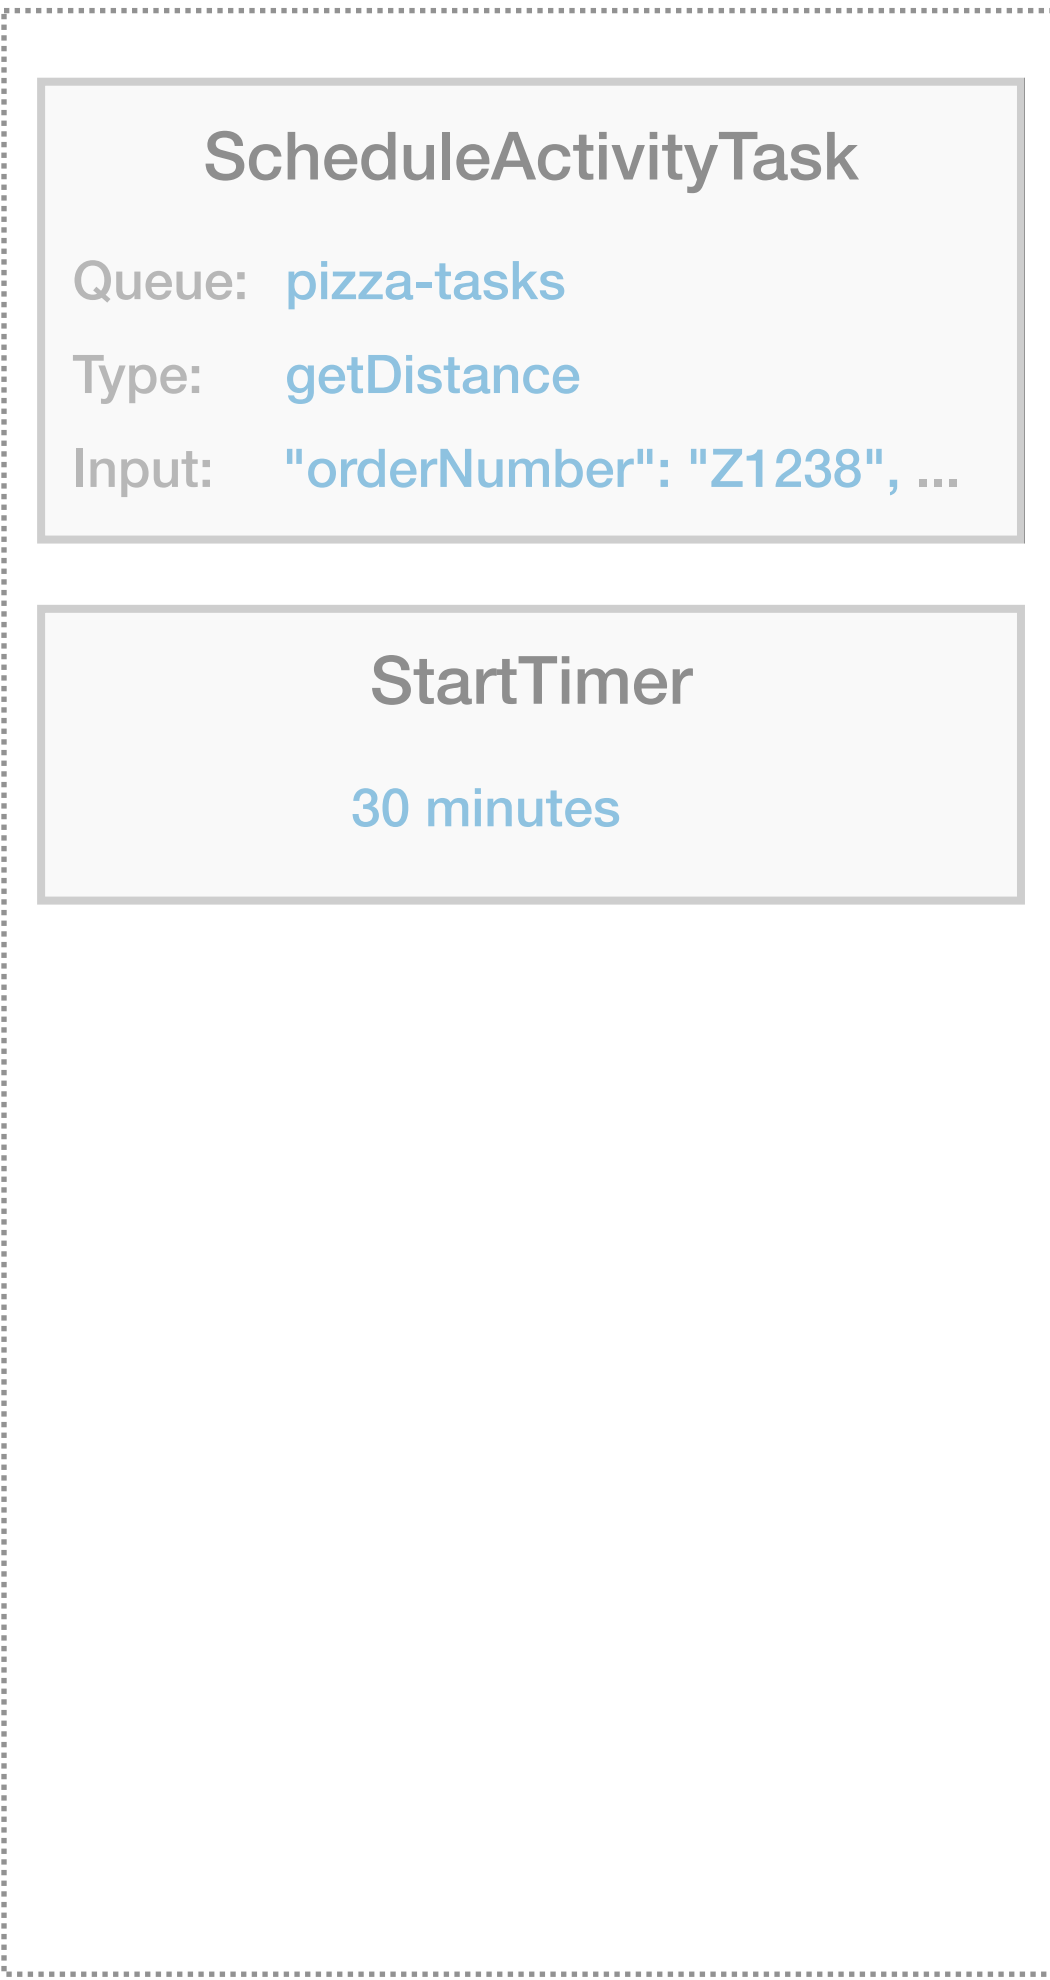 ScheduleActivityTask
Queue: pizza-tasks
Type: getDistance
Input: "orderNumber": "Z1238", ...
StartTimer
30 minutes